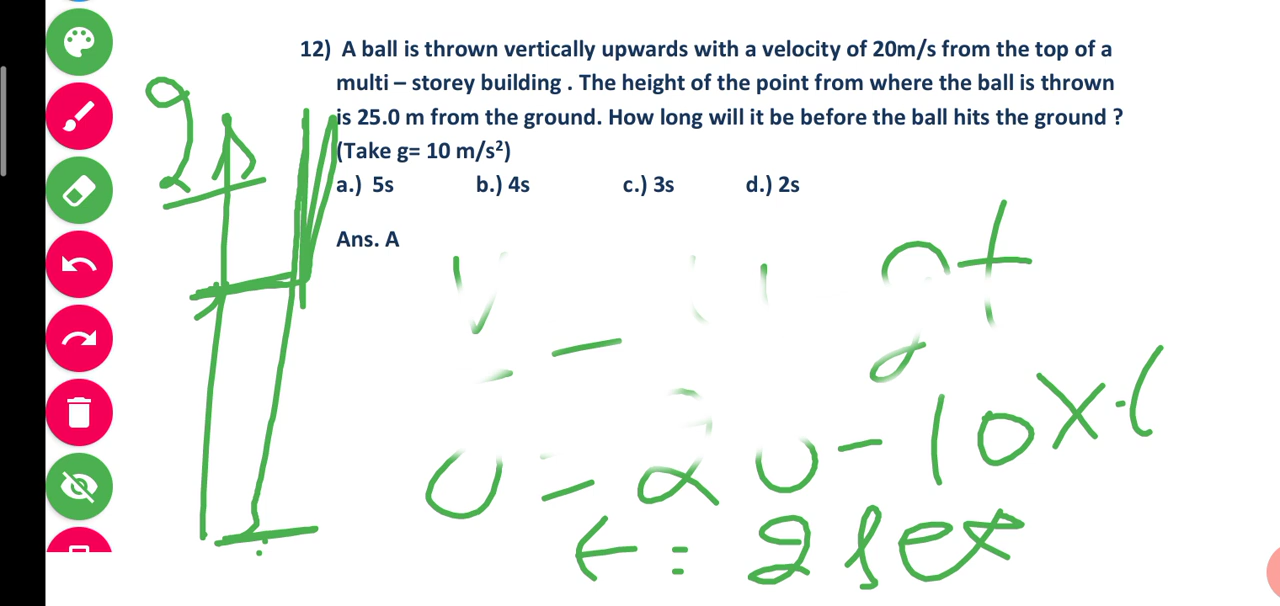 12) A ball is thrown vertically upwards with a velocity of 20m/s from the top of a
multi – storey building . The height of the point from where the ball is thrown
is 25.0 m from the ground. How long will it be before the ball hits the ground ?
(Take g= 10 m/s²)
a.) 5s b.) 4s c.) 3s d.) 2s
Ans. A
2s
0 = 20 - 10 x
t = 2 sec